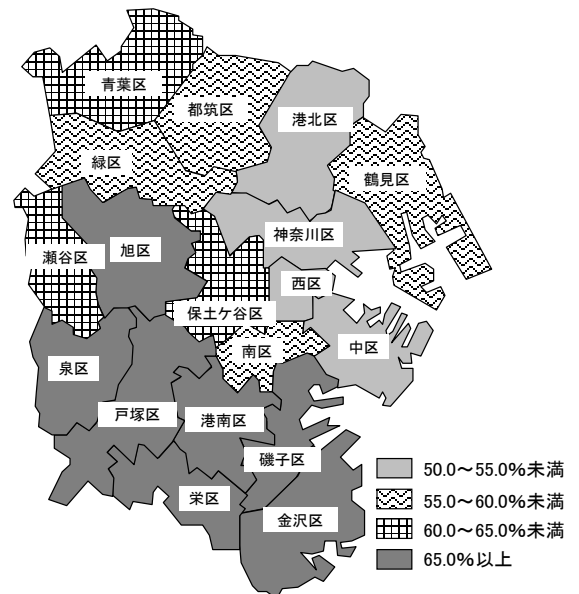 青葉区
都筑区
港北区
緑区
鶴見区
神奈川区
旭区
瀬谷区
西区
保土ケ谷区
南区
中区
泉区
戸塚区
港南区
磯子区
栄区
金沢区
50.0～55.0%未満
55.0～60.0%未満
60.0～65.0%未満
65.0%以上